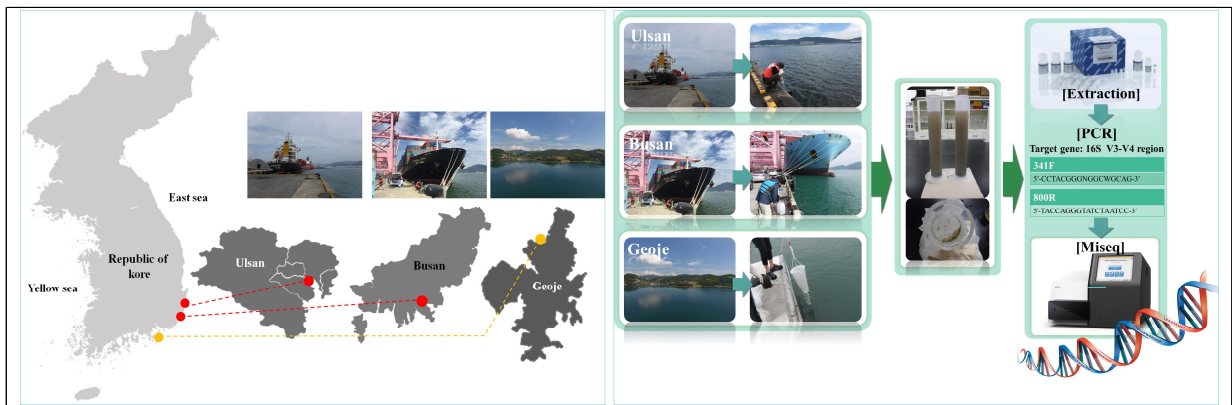 East sea
Republic of
kore
Yellow sea
Ulsan
Busan
Geoje
Ulsan
Busan
Geoje
[Extraction]
[PCR]
Target gene: 16S V3-V4 region
341F
5'-CCTACGGGNGGCWGCAG-3'
800R
5'-TACCAGGGTATCTAATCC-3'
[Miseq]